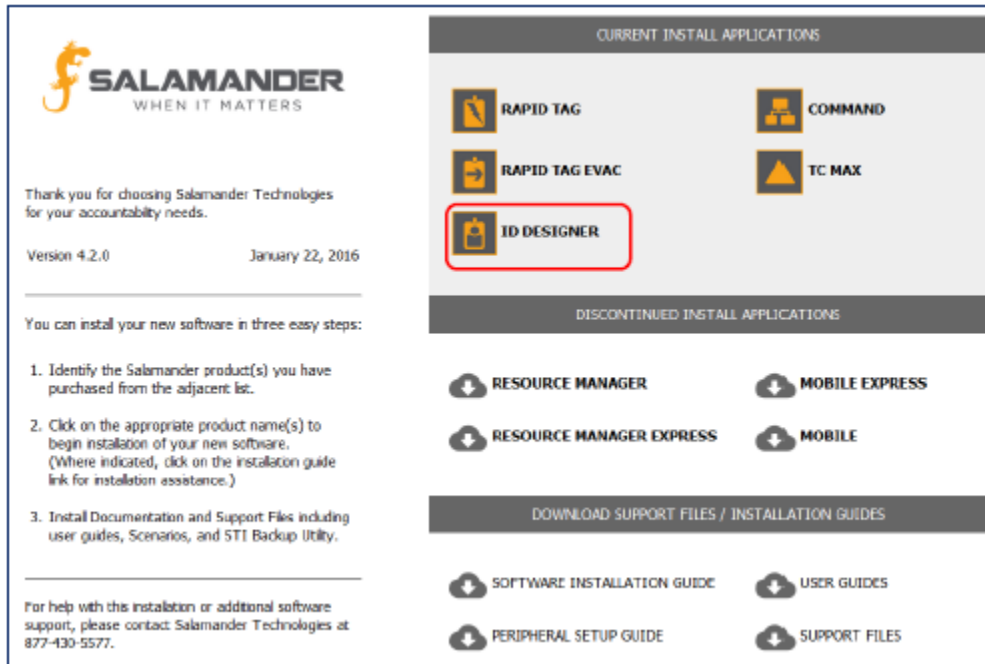 SALAMANDER
WHEN IT MATTERS
Thank you for choosing Salamander Technologies
for your accountability needs.
Version 4.2.0 January 22, 2016
You can install your new software in three easy steps:
1. Identify the Salamander product(s) you have
purchased from the adjacent list.
2. Click on the appropriate product name(s) to
begin installation of your new software.
(Where indicated, click on the installation guide
link for installation assistance.)
3. Install Documentation and Support Files including
user guides, Scenarios, and STI Backup Utility.
For help with this installation or additional software
support, please contact Salamander Technologies at
877-430-5577.
CURRENT INSTALL APPLICATIONS
RAPID TAG
COMMAND
RAPID TAG EVAC
TC MAX
ID DESIGNER
DISCONTINUED INSTALL APPLICATIONS
RESOURCE MANAGER
MOBILE EXPRESS
RESOURCE MANAGER EXPRESS
MOBILE
DOWNLOAD SUPPORT FILES / INSTALLATION GUIDES
SOFTWARE INSTALLATION GUIDE
USER GUIDES
PERIPHERAL SETUP GUIDE
SUPPORT FILES